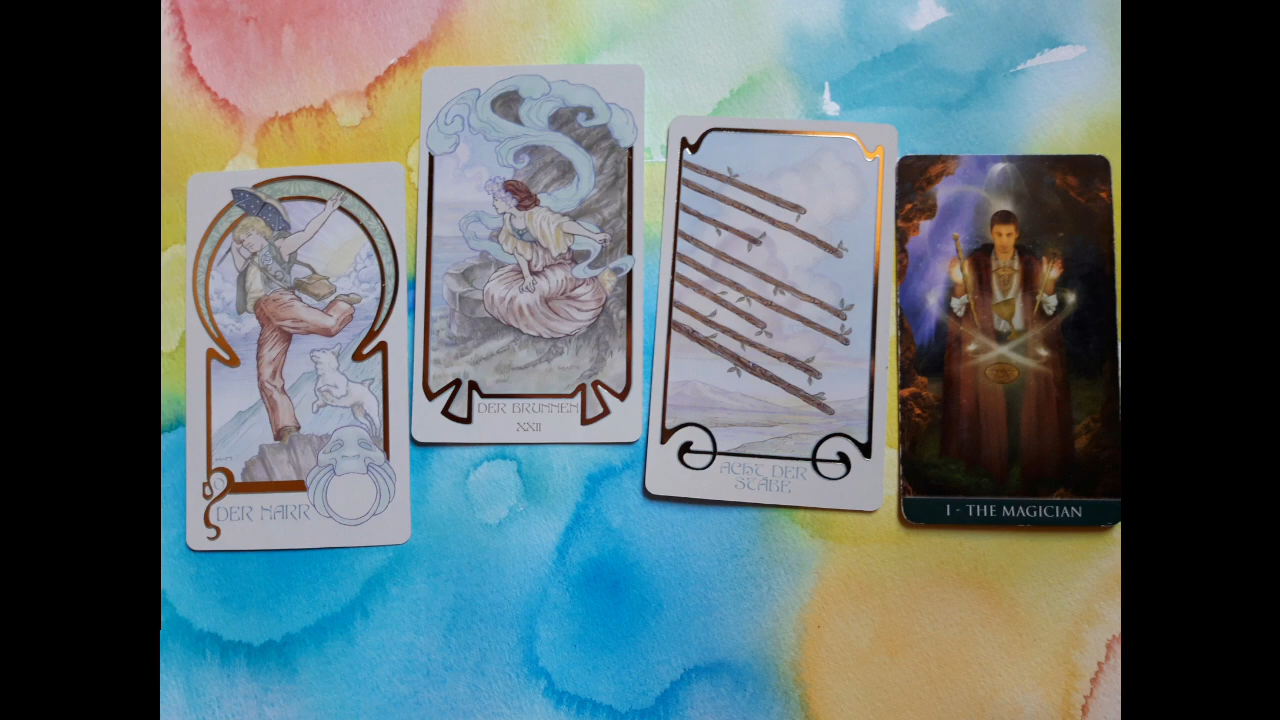 DER NARR
DER BRUNNEN
XXII
ACHT DER
STÄBE
I - THE MAGICIAN